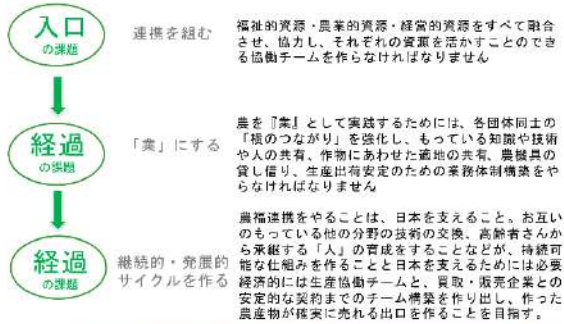 入口
の課題
連携を組む
福祉的資源・農業的資源・経営的資源をすべて融合
させ、協力し、それぞれの資源を活かすことのでき
る協働チームを作らなければなりません
経過
の課題
「業」にする
農を『業』として実践するためには、各団体同士の
「横のつながり」を強化し、もっている知識や技術
や人の共有、作物にあわせた適地の共有、農機具の
貸し借り、生産出荷安定のための業務体制構築をや
らなければなりません
経過
の課題
継続的・発展的
サイクルを作る
農福連携をやることは、日本を支えること。お互い
のもっている他の分野の技術の交換、高齢者さんか
ら承継する「人」の育成をすることなどが、持続可
能な仕組みを作ることと日本を支えるためには必要
経済的には生産協働チームと、買取・販売企業との
安定的な契約までのチーム構築を作り出し、作った
農産物が確実に売れる出口を作ることを目指す。